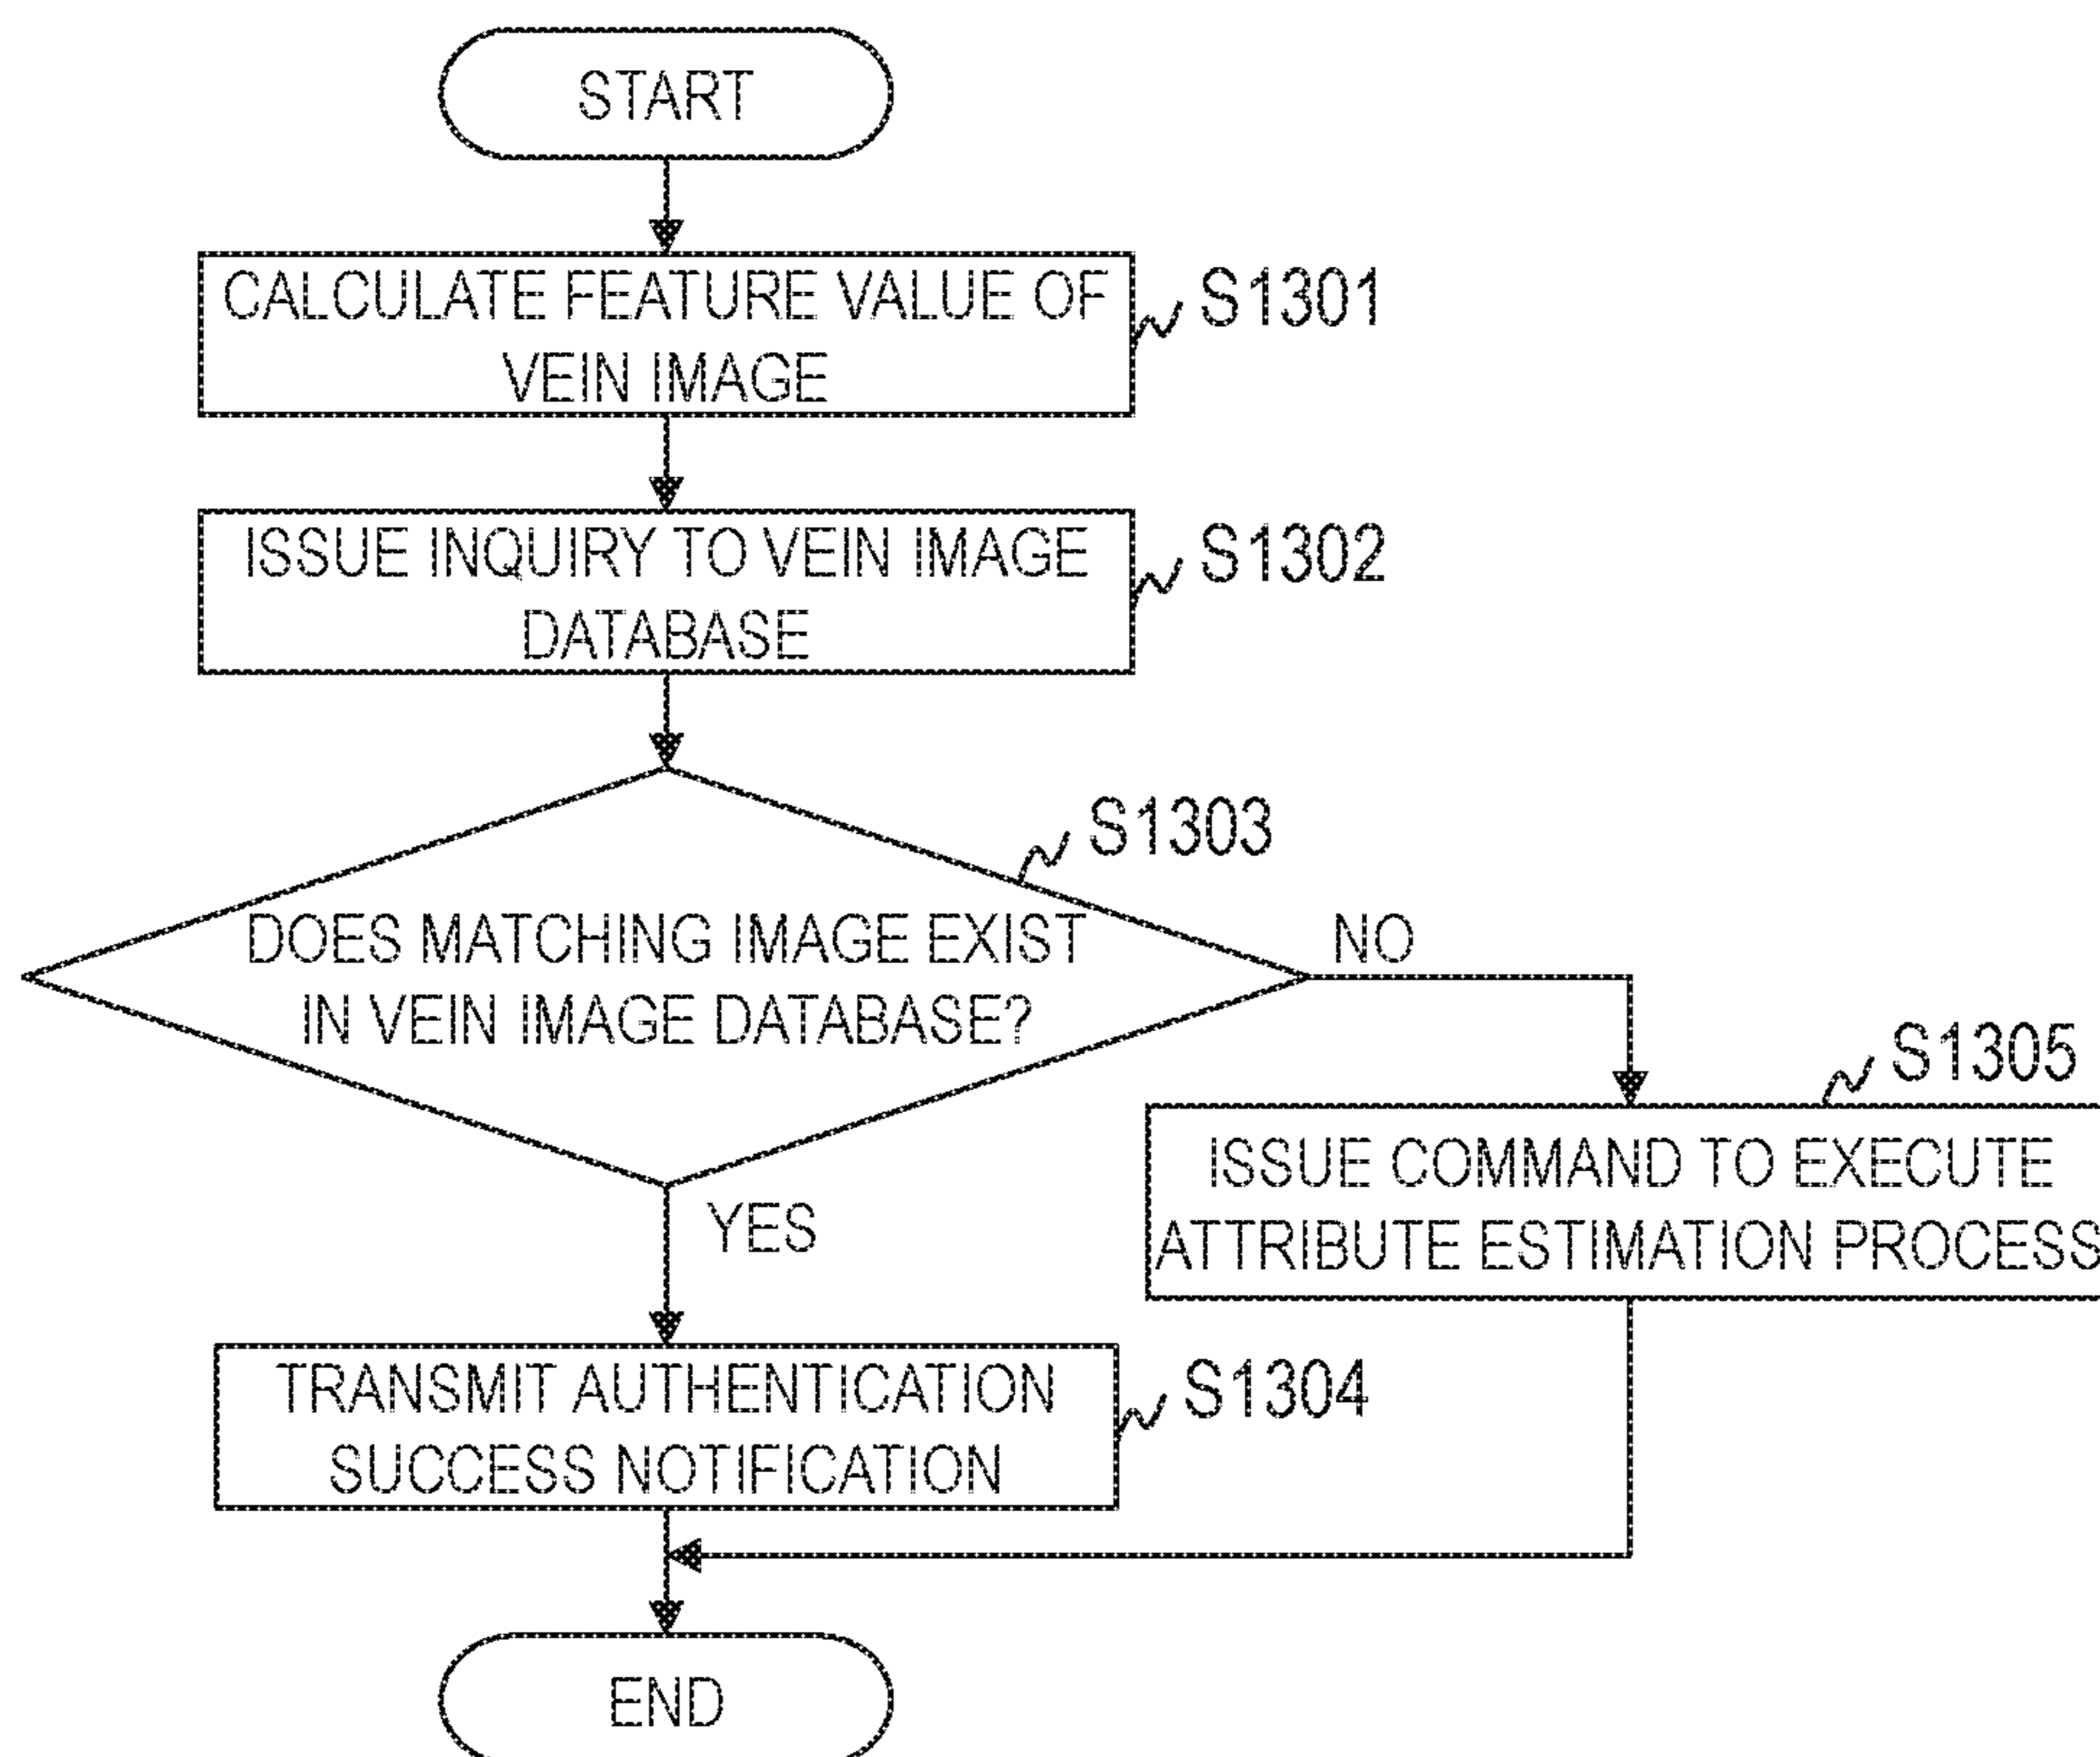 START
CALCULATE FEATURE VALUE OF
VEIN IMAGE
S1301
ISSUE INQUIRY TO VEIN IMAGE
DATABASE
S1302
S1303
DOES MATCHING IMAGE EXIST
IN VEIN IMAGE DATABASE?
NO
S1305
ISSUE COMMAND TO EXECUTE
ATTRIBUTE ESTIMATION PROCESS
YES
TRANSMIT AUTHENTICATION
SUCCESS NOTIFICATION
S1304
END